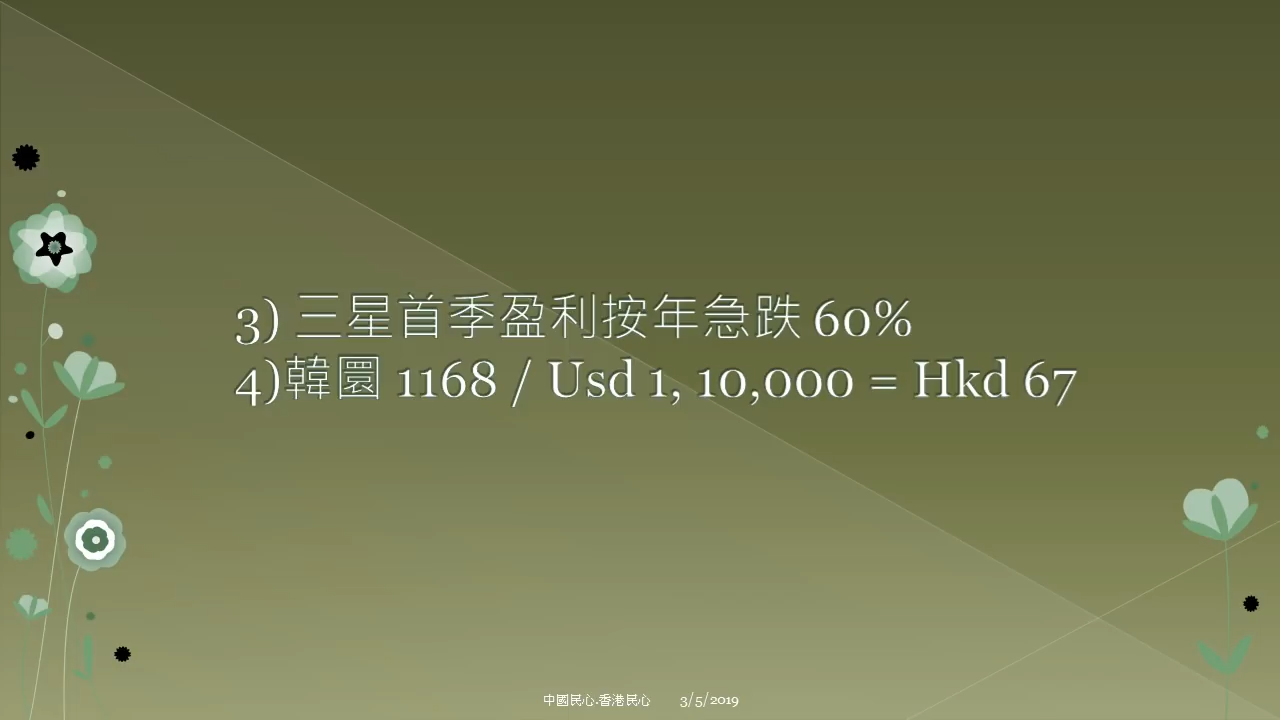 3) 三星首季盈利按年急跌 60%
4)韓圜 1168 / Usd 1, 10,000 = Hkd 67
中國民心.香港民心 3/5/2019